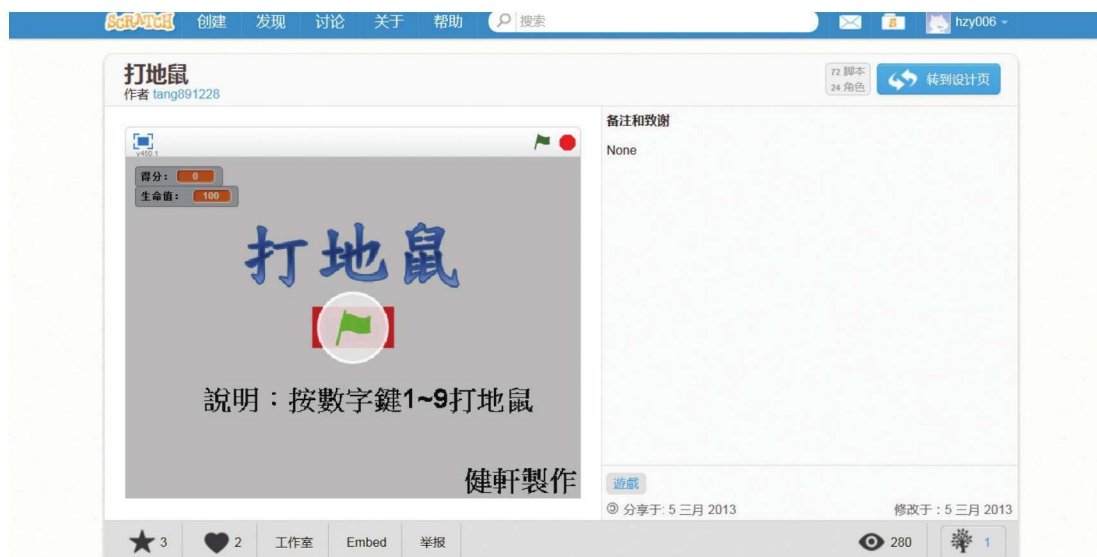 SCRATCH 创建 发现 讨论 关于 帮助 搜索 hzy006
打地鼠
作者 tang891228
72 脚本
24 角色
转到设计页
v450.1
得分: 0
生命值: 100
打地鼠
說明：按數字鍵1~9打地鼠
健軒製作
备注和致谢
None
遊戲
分享于: 5 三月 2013
修改于：5 三月 2013
3
2
工作室
Embed
举报
280
1